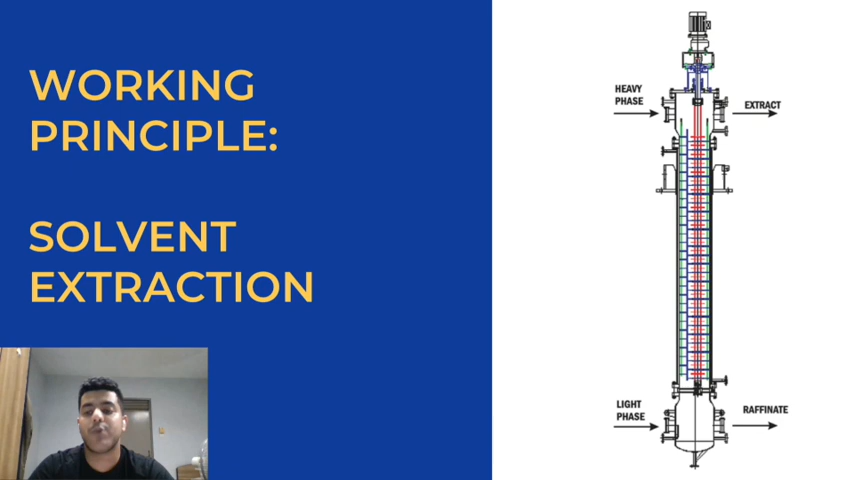 WORKING
PRINCIPLE:
SOLVENT
EXTRACTION
HEAVY
PHASE
EXTRACT
LIGHT
PHASE
RAFFINATE